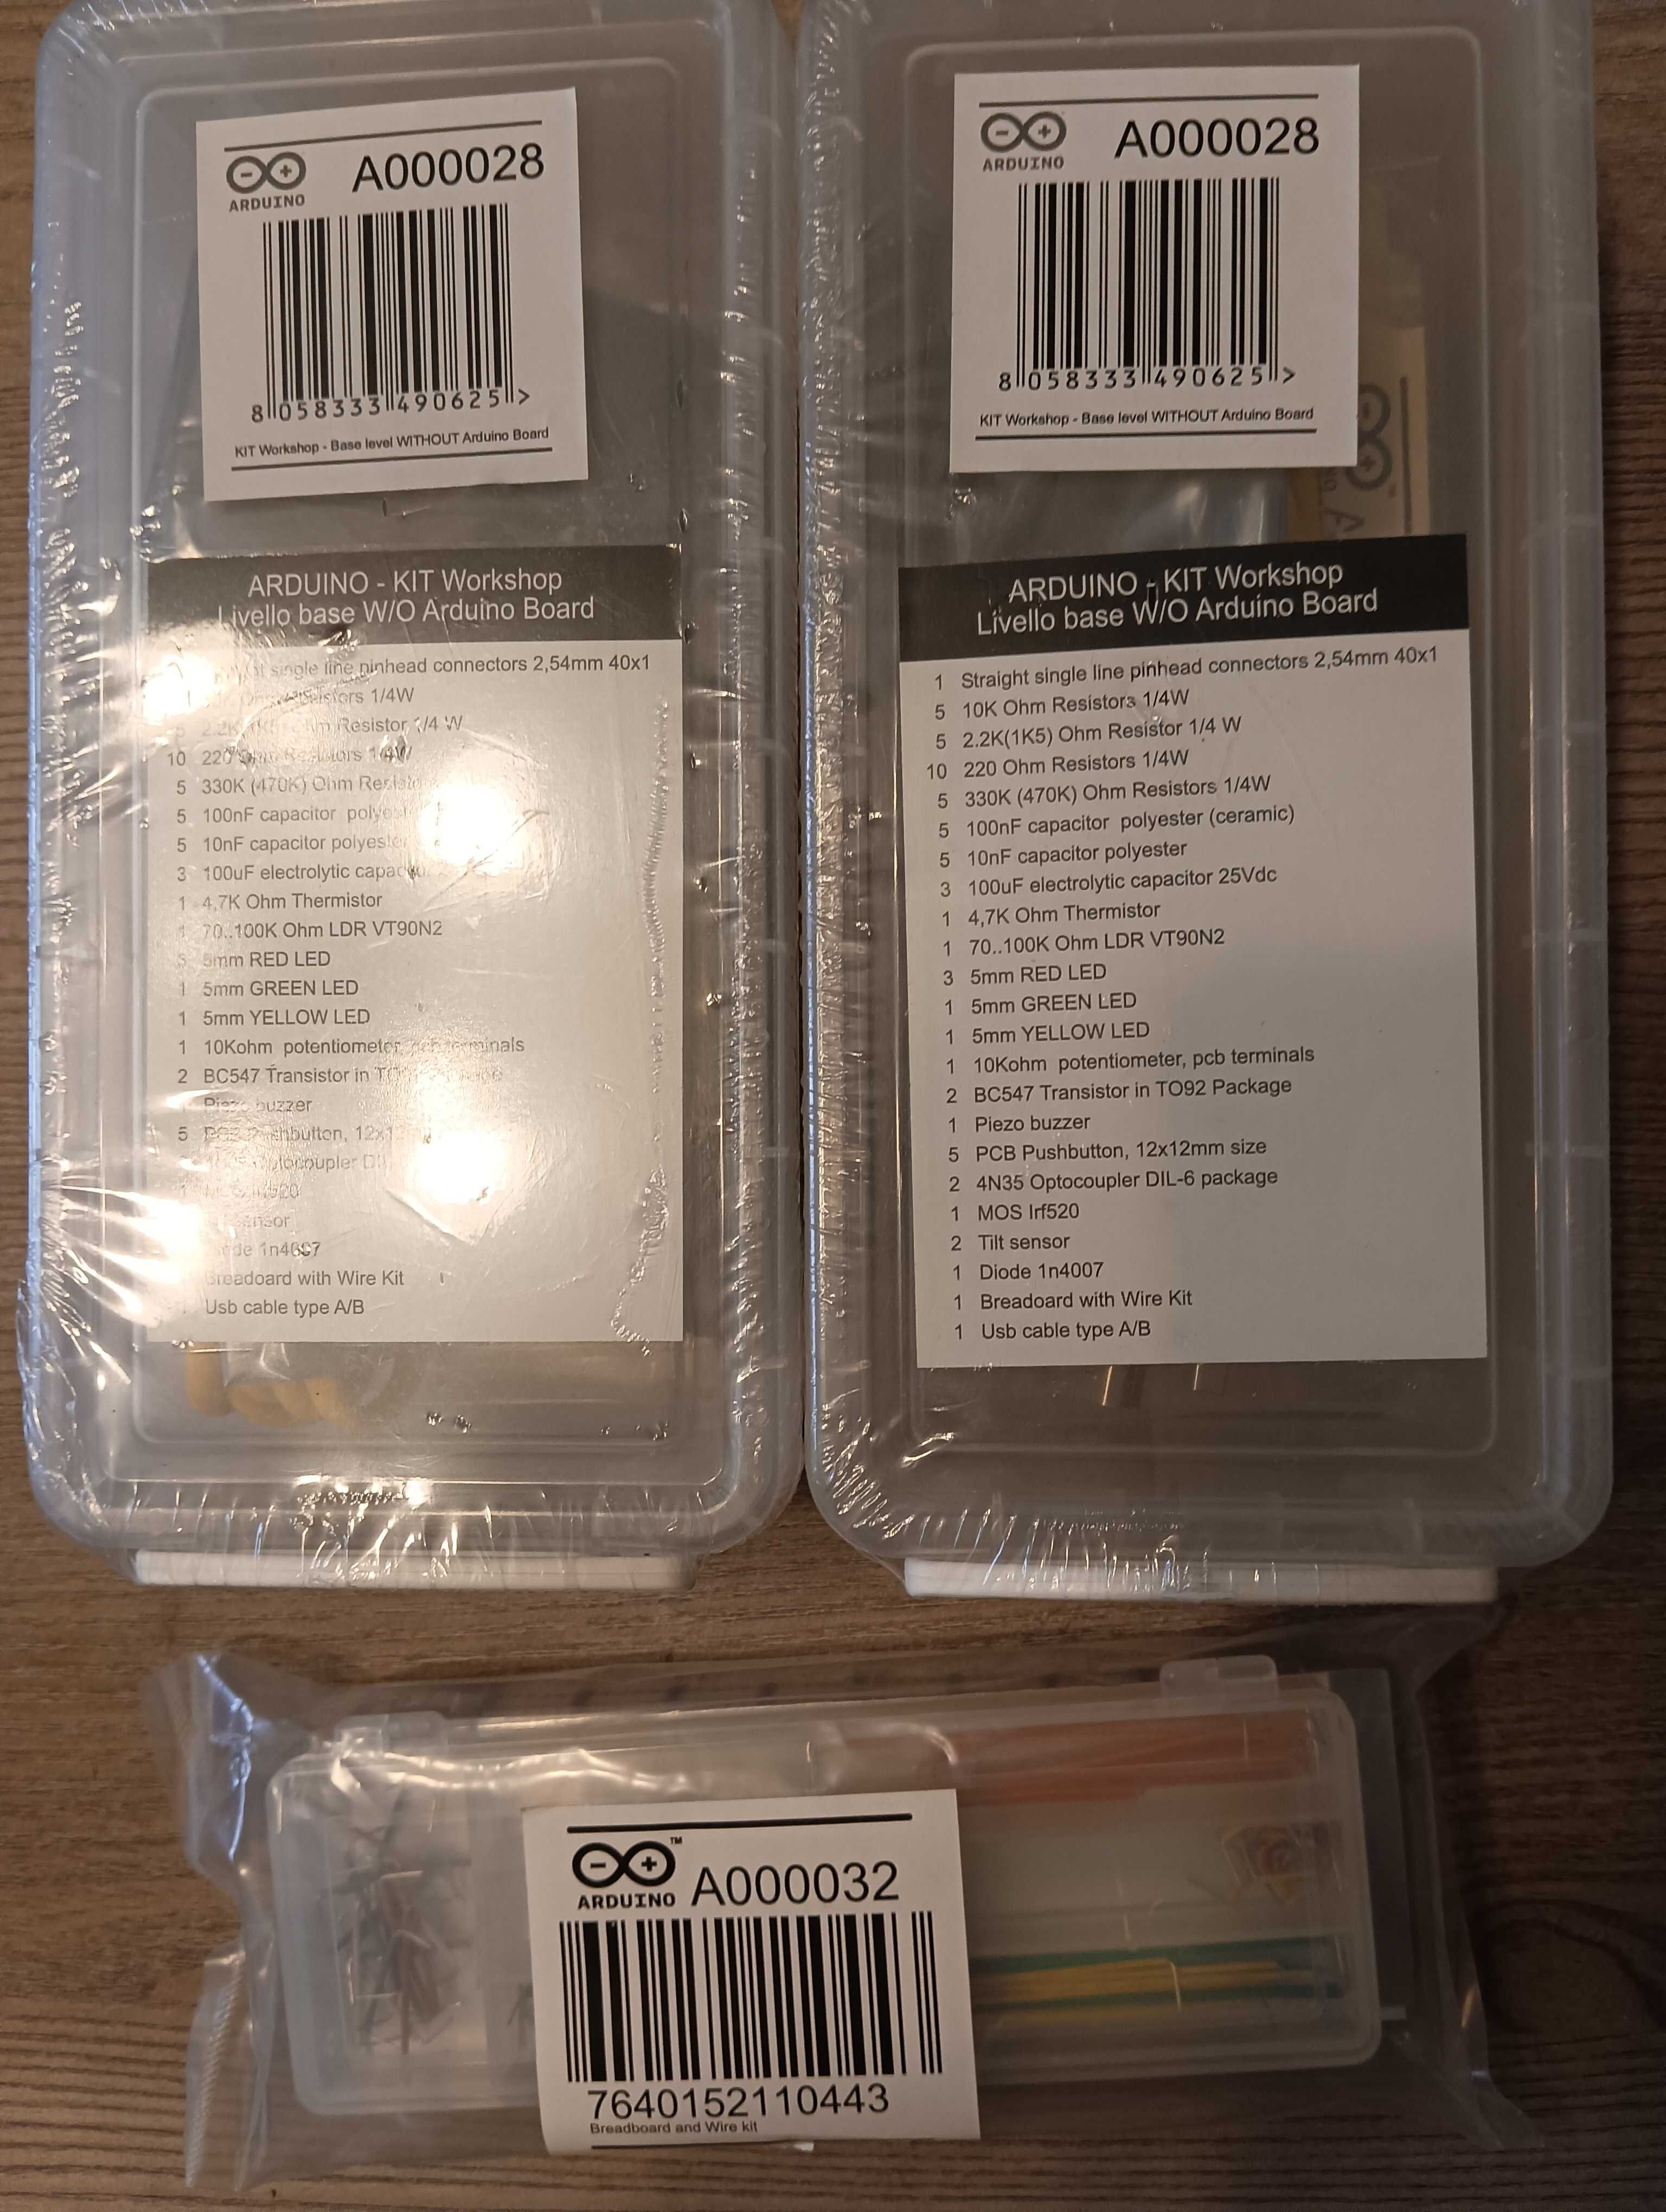 ARDUINO
A000028
8 058333 490625 >
KIT Workshop - Base level WITHOUT Arduino Board
ARDUINO - KIT Workshop
Livello base W/O Arduino Board
single line pinhead connectors 2,54mm 40x1
1/4W
Resistor 1/4 W
10 220 1/4W
5 330K (470K) Ohm
5 100nF capacitor
5 10nF capacitor
3 100uF electrolytic
1 4,7K Ohm Thermistor
1 70..100K Ohm LDR VT90N2
5mm RED LED
1 5mm GREEN LED
1 5mm YELLOW LED
1 10Kohm potentiometer, pcb terminals
2 BC547 Transistor in
Piezo buzzer
5 Pushbutton,
Optocoupler
1n4007
Breadoard with Wire Kit
Usb cable type A/B
ARDUINO
A000028
8 058333 490625 >
KIT Workshop - Base level WITHOUT Arduino Board
ARDUINO - KIT Workshop
Livello base W/O Arduino Board
1 Straight single line pinhead connectors 2,54mm 40x1
5 10K Ohm Resistors 1/4W
5 2.2K(1K5) Ohm Resistor 1/4 W
10 220 Ohm Resistors 1/4W
5 330K (470K) Ohm Resistors 1/4W
5 100nF capacitor polyester (ceramic)
5 10nF capacitor polyester
3 100uF electrolytic capacitor 25Vdc
1 4,7K Ohm Thermistor
1 70..100K Ohm LDR VT90N2
3 5mm RED LED
1 5mm GREEN LED
1 5mm YELLOW LED
1 10Kohm potentiometer, pcb terminals
2 BC547 Transistor in TO92 Package
1 Piezo buzzer
5 PCB Pushbutton, 12x12mm size
2 4N35 Optocoupler DIL-6 package
1 MOS Irf520
2 Tilt sensor
1 Diode 1n4007
1 Breadoard with Wire Kit
1 Usb cable type A/B
TM
ARDUINO
A000032
7640152110443
Breadboard and Wire kit